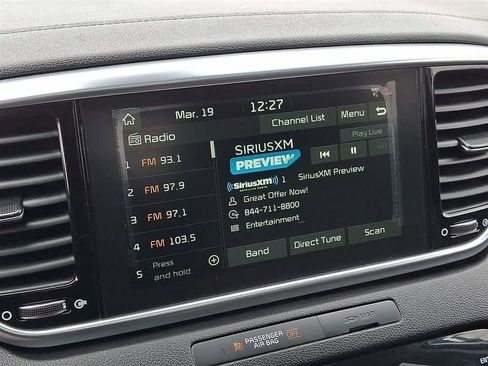 Mar. 19 12:27
Radio Channel List Menu
Play Live
SIRIUSXM
PREVIEW
1 FM 93.1
2 FM 97.9
3 FM 97.1
4 FM 103.5
5 Press and hold
((SiriusXM)) 1 SiriusXM Preview
Great Offer Now!
844-711-8800
Entertainment
Band Direct Tune Scan
PASSENGER
AIR BAG OFF